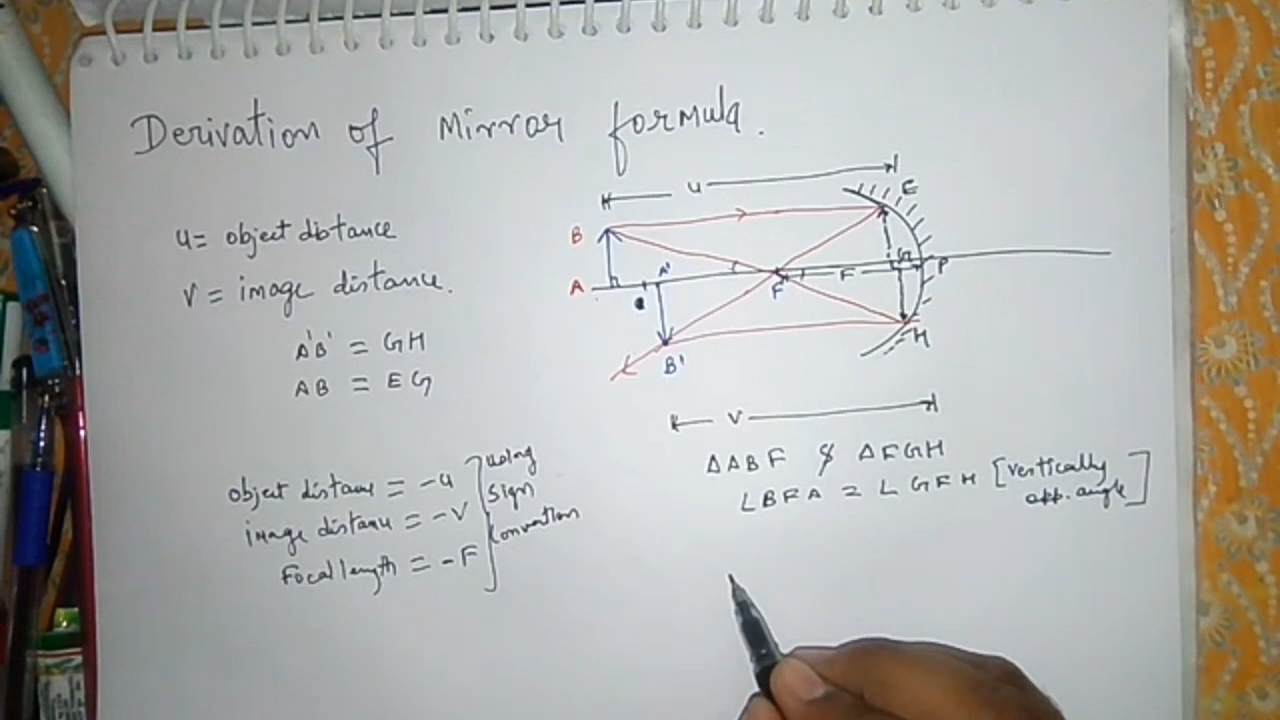 Derivation of Mirror formula.
u = object distance
v = image distance.
A'B' = GH
AB = EG
object distance = -u
image distance = -v
Focal length = -F
using
sign
convention
u
E
B
A
A'
F
F
G
P
H
B'
v
ΔABF & ΔFGH
∠BFA = ∠GFH [vertically
opp. angle]